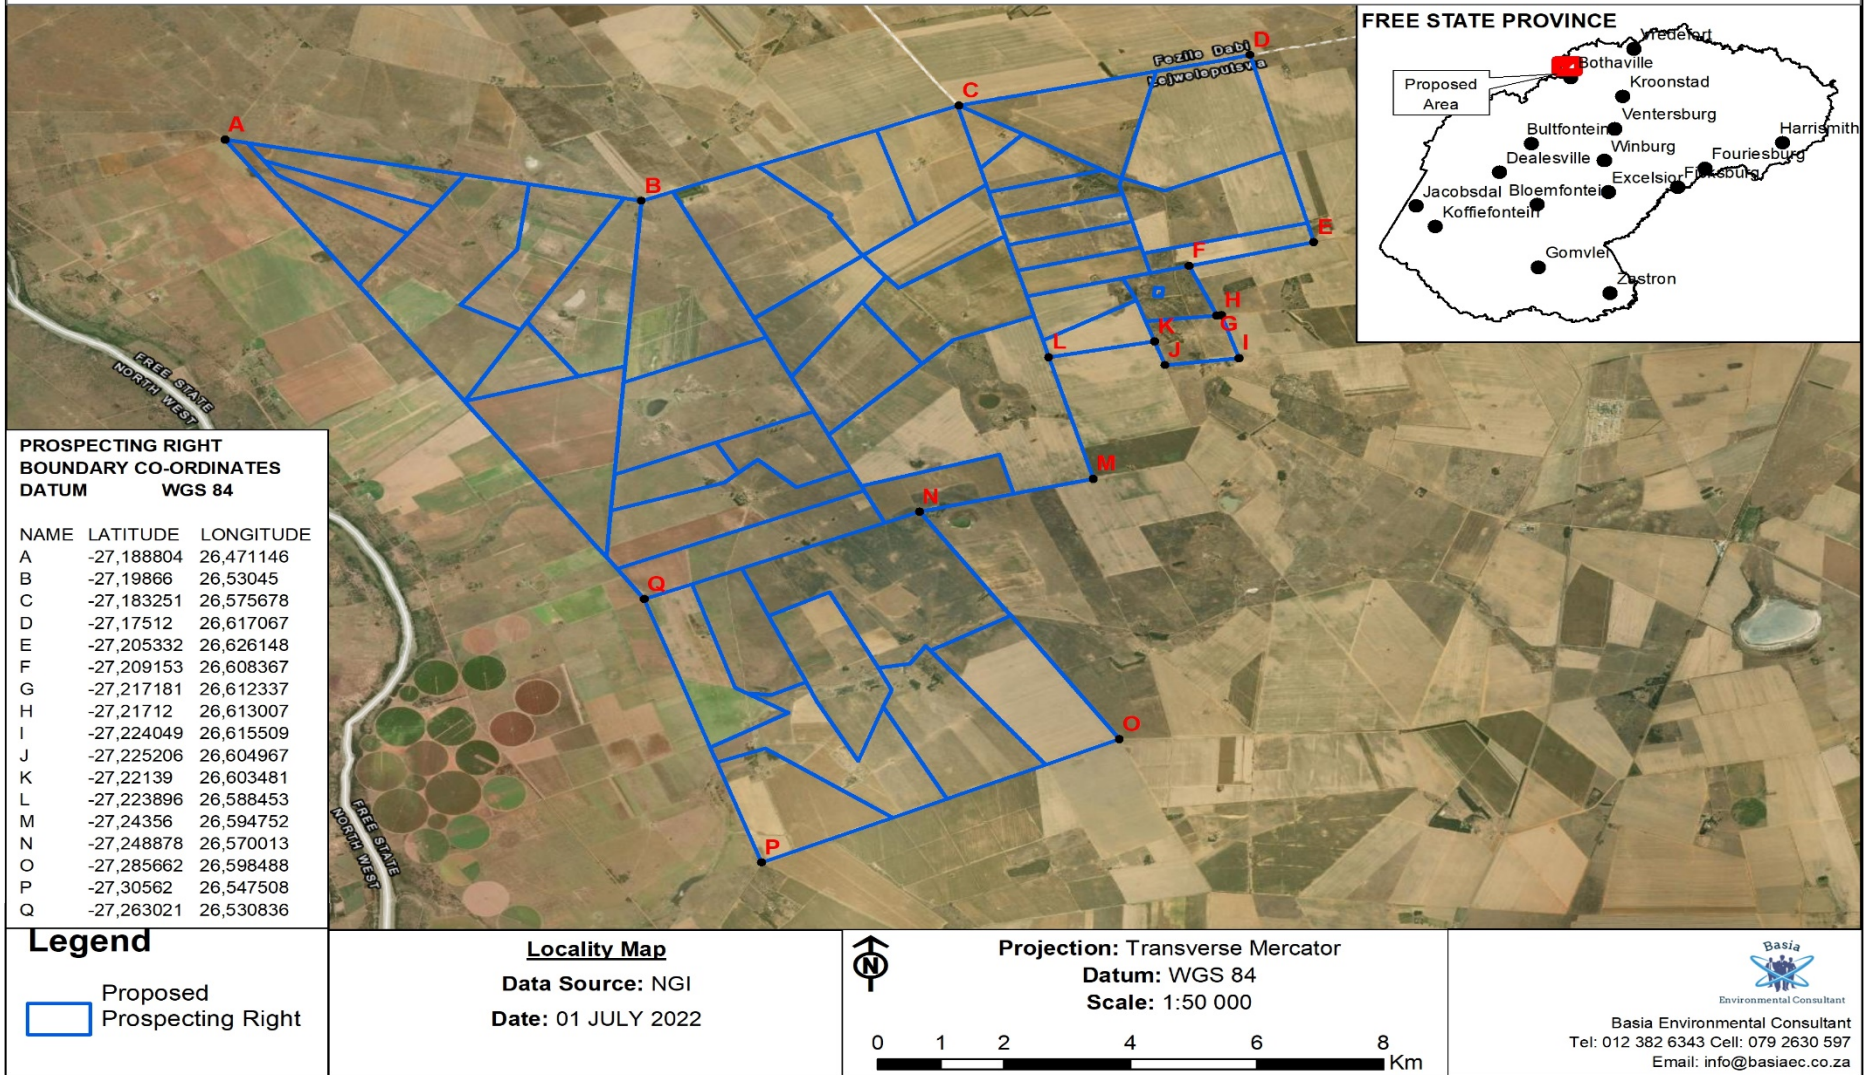 A
B
C
D
E
F
H
G
K
J
I
L
M
N
Q
O
P
Fezile Dabi
Lejweleputswa
FREE STATE
NORTH WEST
FREE STATE
NORTH WEST
FREE STATE PROVINCE
Proposed
Area
Vredefort
Bothaville
Kroonstad
Ventersburg
Bultfontein
Harrismith
Winburg
Dealesville
Fouriesburg
Ficksburg
Excelsior
Jacobsdal
Bloemfontein
Koffiefontein
Gomvlei
Zastron
PROSPECTING RIGHT
BOUNDARY CO-ORDINATES
DATUM WGS 84
NAME LATITUDE LONGITUDE
A -27,188804 26,471146
B -27,19866 26,53045
C -27,183251 26,575678
D -27,17512 26,617067
E -27,205332 26,626148
F -27,209153 26,608367
G -27,217181 26,612337
H -27,21712 26,613007
I -27,224049 26,615509
J -27,225206 26,604967
K -27,22139 26,603481
L -27,223896 26,588453
M -27,24356 26,594752
N -27,248878 26,570013
O -27,285662 26,598488
P -27,30562 26,547508
Q -27,263021 26,530836
Legend
Proposed
Prospecting Right
Locality Map
Data Source: NGI
Date: 01 JULY 2022
N
Projection: Transverse Mercator
Datum: WGS 84
Scale: 1:50 000
0 1 2 4 6 8
Km
Basia
Environmental Consultant
Basia Environmental Consultant
Tel: 012 382 6343 Cell: 079 2630 597
Email: info@basiaec.co.za